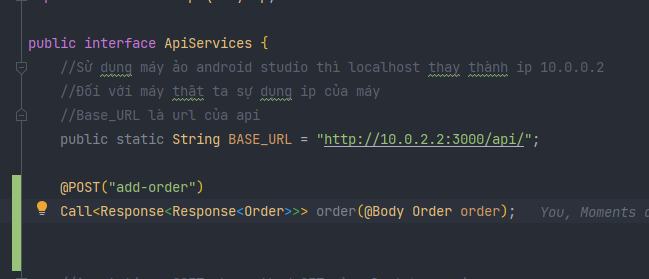 public interface ApiServices {
//Sử dụng máy ảo android studio thì localhost thay thành ip 10.0.0.2
//Đối với máy thật ta sự dụng ip của máy
//Base_URL là url của api
public static String BASE_URL = "http://10.0.2.2:3000/api/";
@POST("add-order")
Call<Response<Response<Order>>> order(@Body Order order); You, Moments